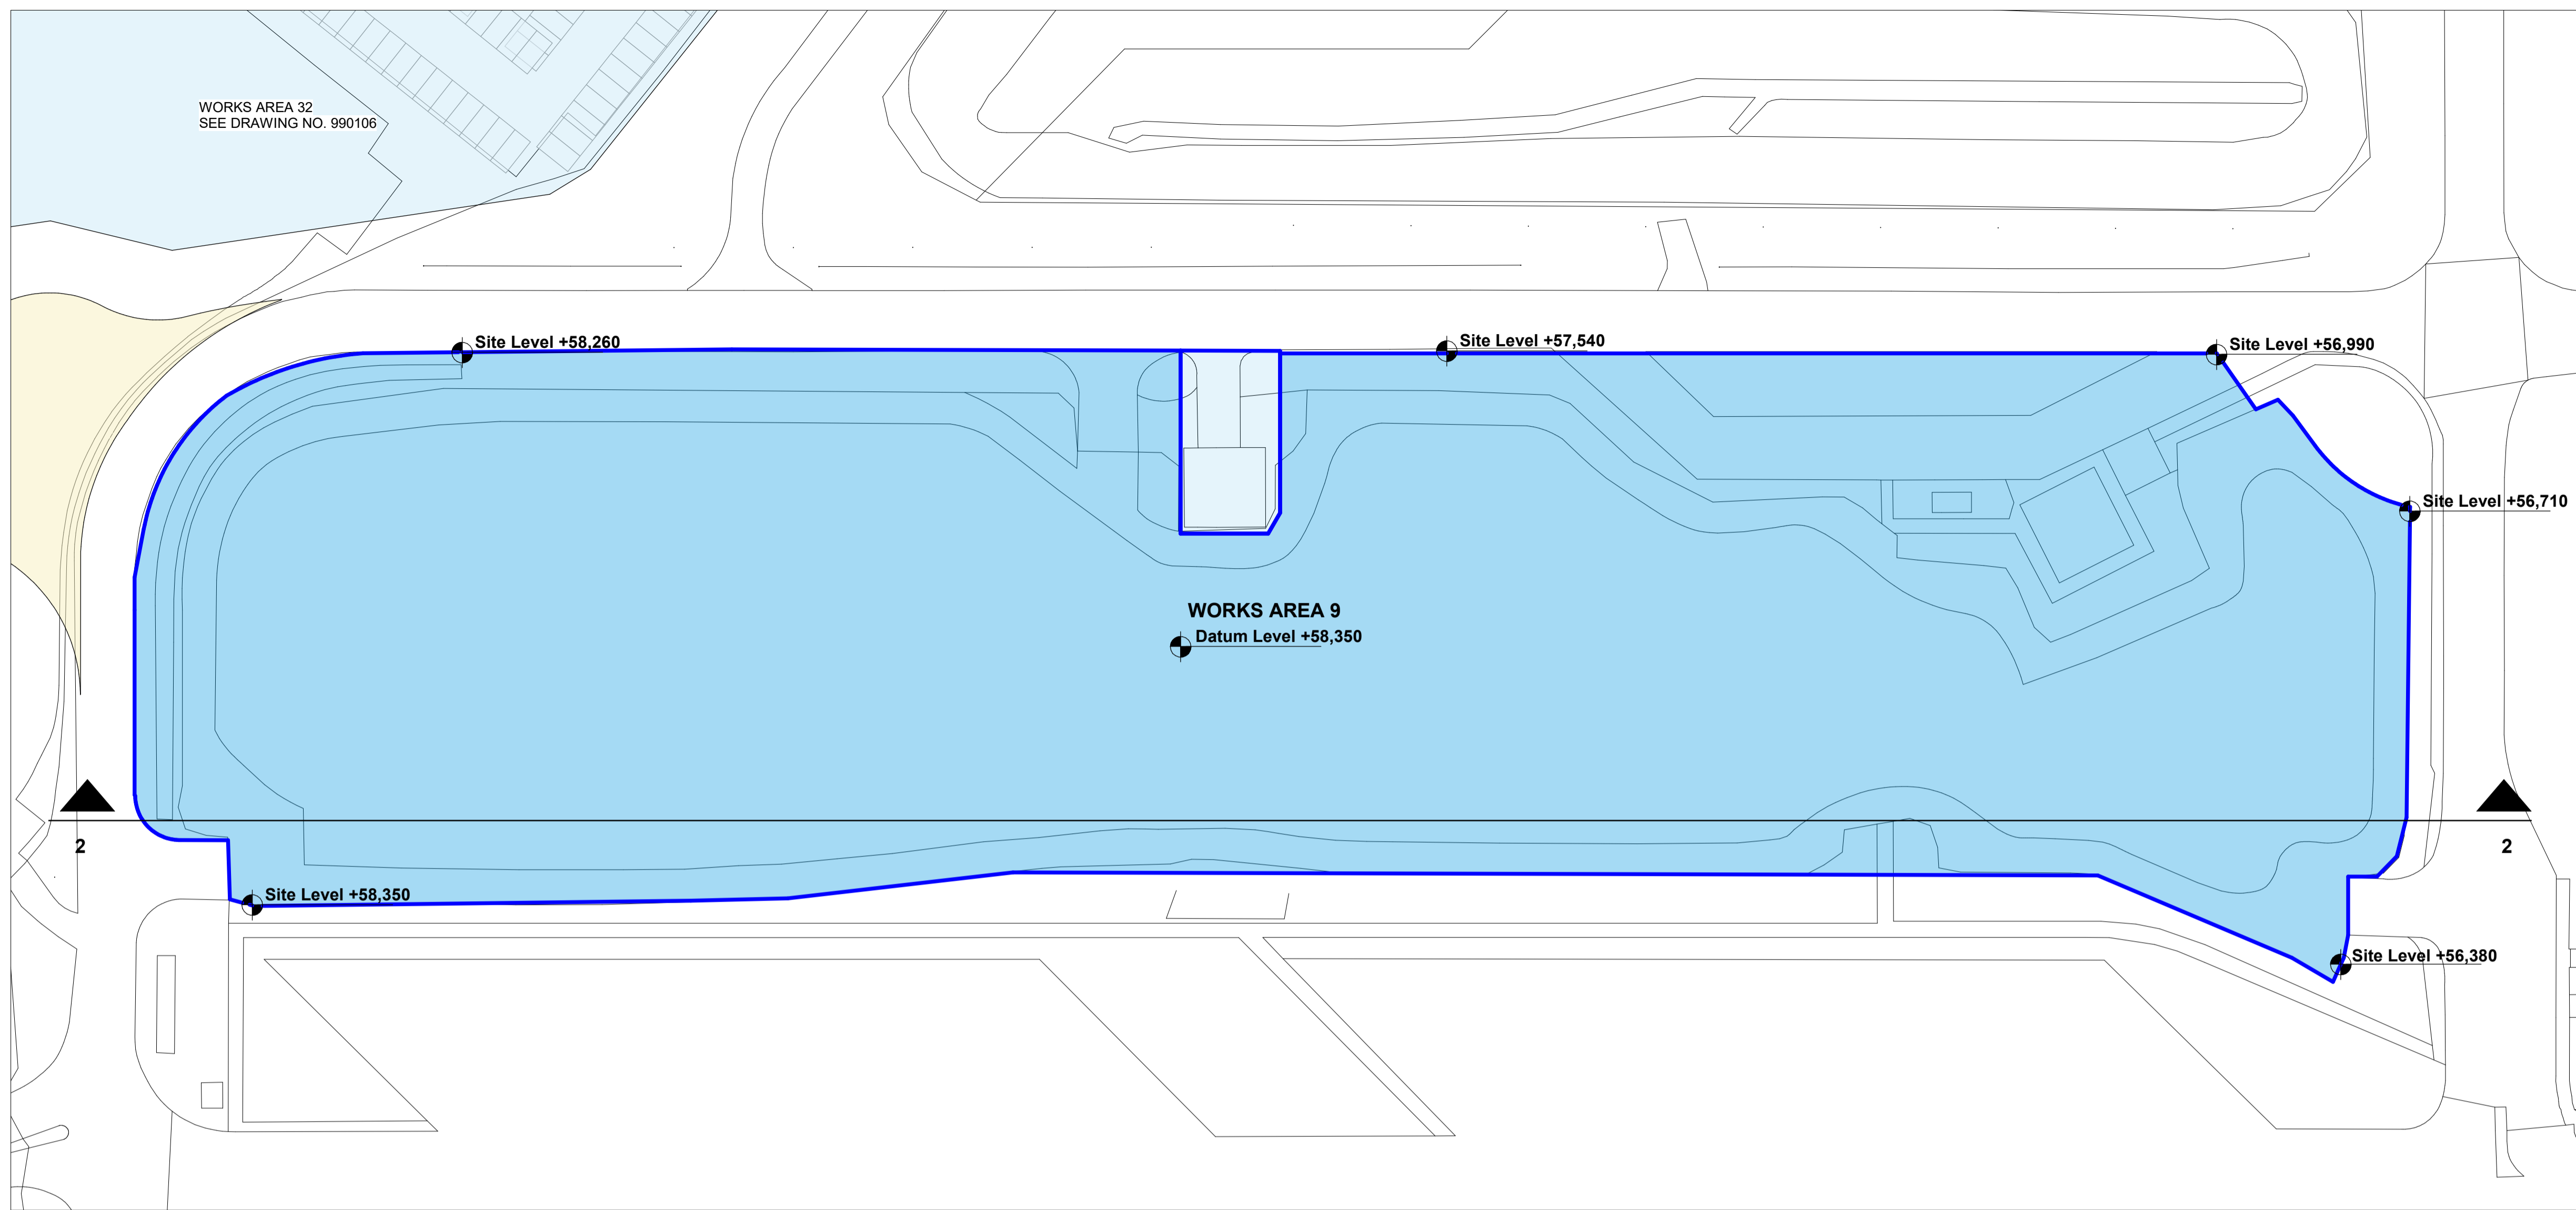 WORKS AREA 32
SEE DRAWING NO. 990106
Site Level +58,260
Site Level +57,540
Site Level +56,990
Site Level +56,710
WORKS AREA 9
Datum Level +58,350
2
2
Site Level +58,350
Site Level +56,380